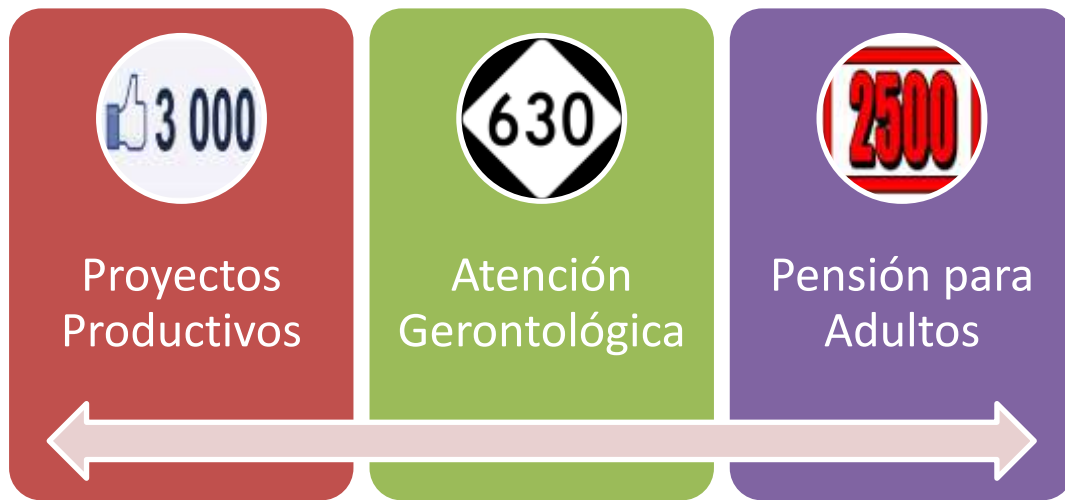 3 000
630
2500
Proyectos
Productivos
Atención
Gerontológica
Pensión para
Adultos